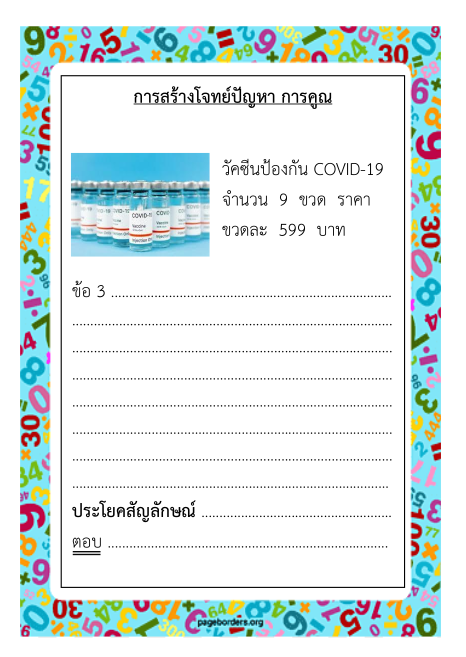 การสร้างโจทย์ปัญหา การคูณ
วัคซีนป้องกัน COVID-19
จำนวน 9 ขวด ราคา
ขวดละ 599 บาท
COVID-19
Vaccine
ข้อ 3 ................................................................
ประโยคสัญลักษณ์ ............................................
ตอบ ................................................................
pageborders.org